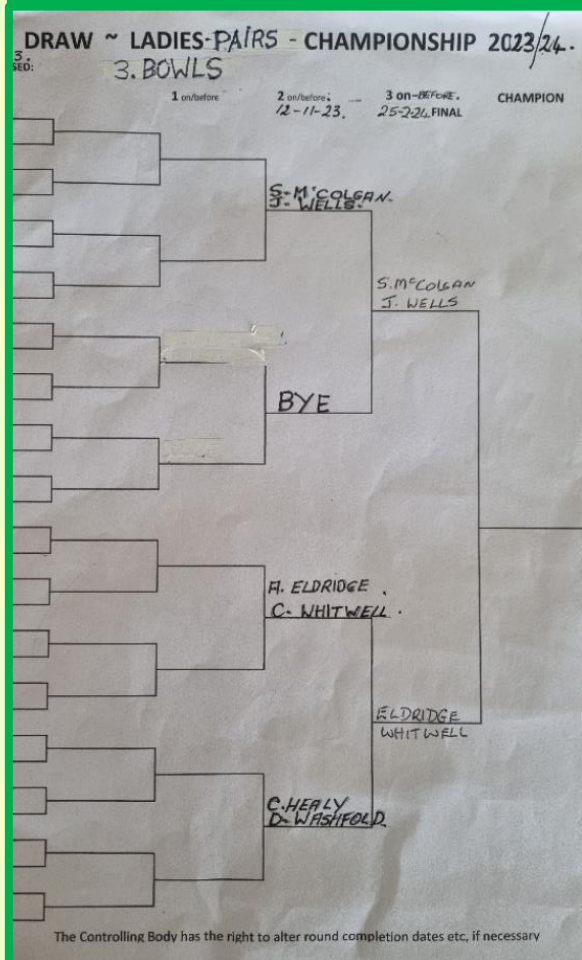 DRAW ~ LADIES-PAIRS - CHAMPIONSHIP 2023/24.
3.
3. BOWLS
1 on/before
2 on/before:
12-11-23.
3 on-BEFORE.
25-2-24. FINAL
CHAMPION
S. McCOLGAN.
J. WELLS.
S. McCOLGAN
J. WELLS
BYE
A. ELDRIDGE.
C. WHITWELL.
ELDRIDGE
WHITWELL
C. HEALY
D. WASHFOLD.
The Controlling Body has the right to alter round completion dates etc, if necessary